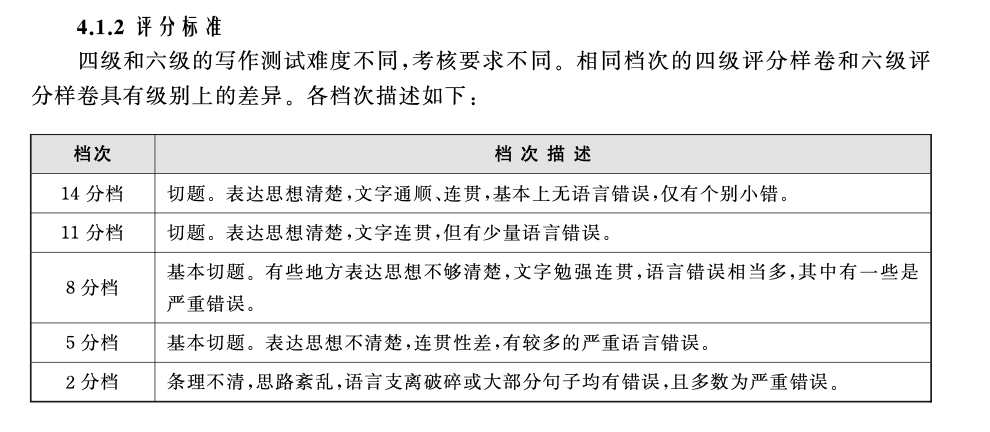 4.1.2 评分标准
四级和六级的写作测试难度不同,考核要求不同。相同档次的四级评分样卷和六级评
分样卷具有级别上的差异。各档次描述如下:
档次 档次描述
14 分档 切题。表达思想清楚,文字通顺、连贯,基本上无语言错误,仅有个别小错。
11 分档 切题。表达思想清楚,文字连贯,但有少量语言错误。
8 分档 基本切题。有些地方表达思想不够清楚,文字勉强连贯,语言错误相当多,其中有一些是
严重错误。
5 分档 基本切题。表达思想不清楚,连贯性差,有较多的严重语言错误。
2 分档 条理不清,思路紊乱,语言支离破碎或大部分句子均有错误,且多数为严重错误。